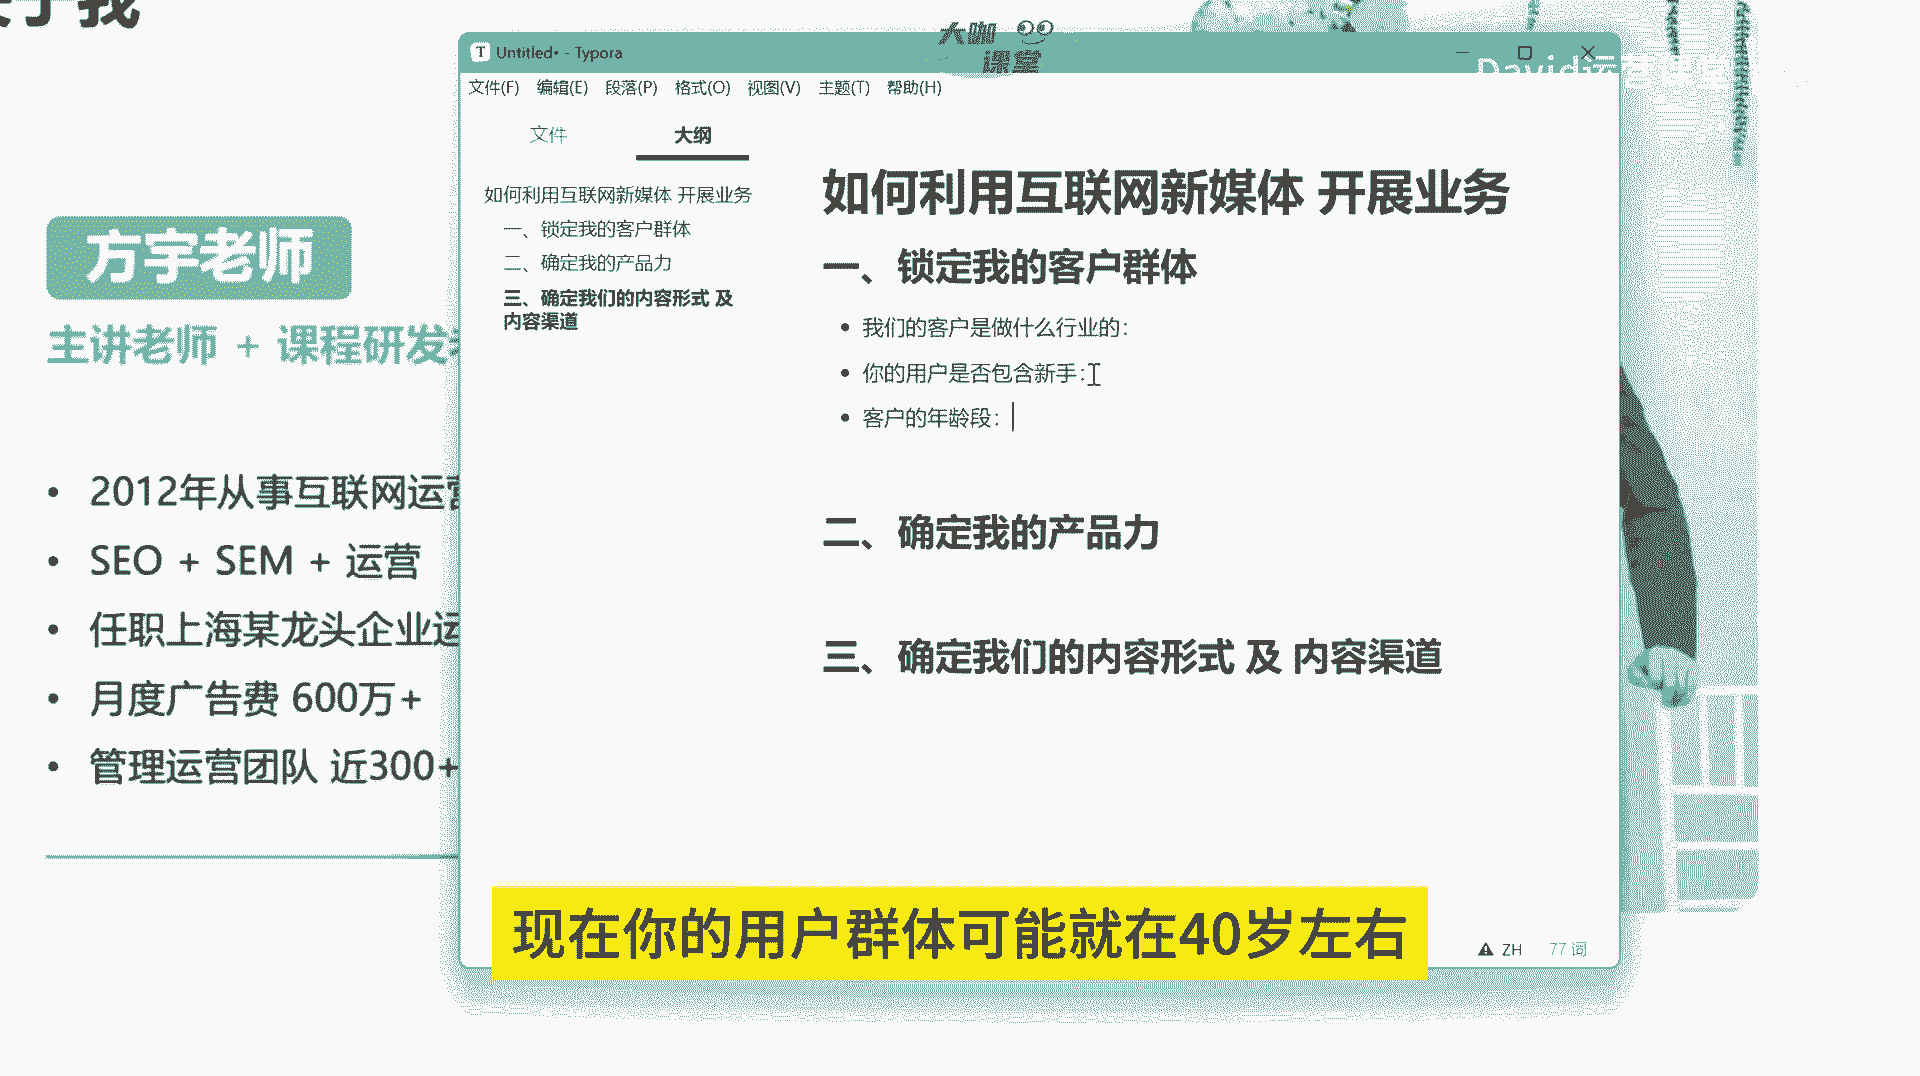 我
大咖
课堂
T Untitled• - Typora
David运
文件(F) 编辑(E) 段落(P) 格式(O) 视图(V) 主题(T) 帮助(H)
文件 大纲
如何利用互联网新媒体 开展业务
一、锁定我的客户群体
二、确定我的产品力
三、确定我们的内容形式 及
内容渠道
如何利用互联网新媒体 开展业务
一、锁定我的客户群体
• 我们的客户是做什么行业的：
• 你的用户是否包含新手：
• 客户的年龄段：
二、确定我的产品力
三、确定我们的内容形式 及 内容渠道
方宇老师
主讲老师 + 课程研发
• 2012年从事互联网运营
• SEO + SEM + 运营
• 任职上海某龙头企业运
• 月度广告费 600万+
• 管理运营团队 近300+
现在你的用户群体可能就在40岁左右
ZH 77 词